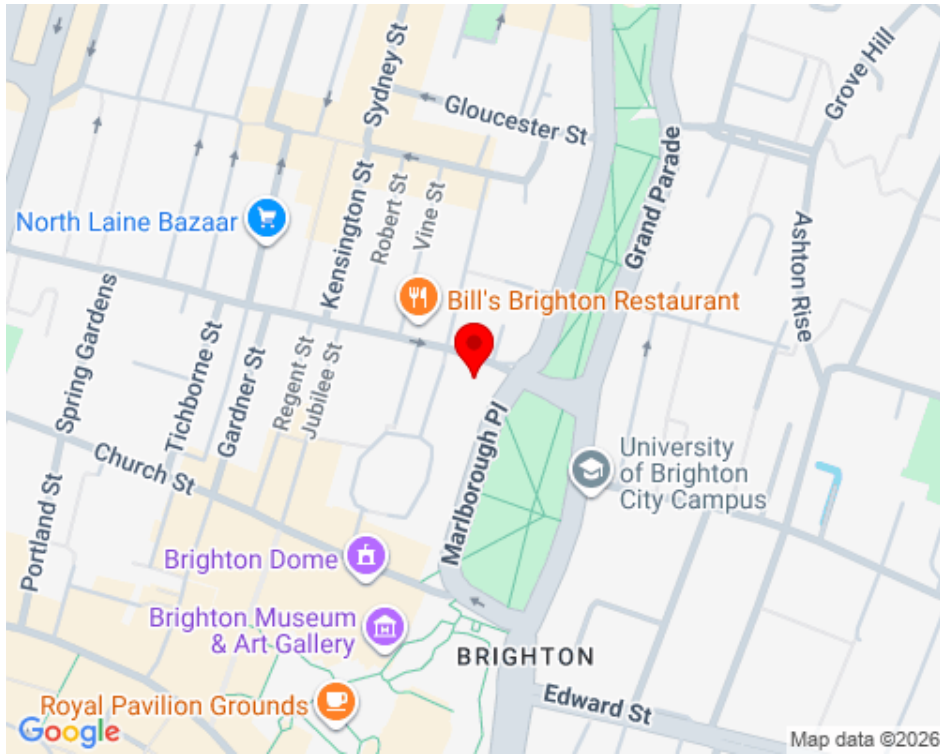 Sydney St
Gloucester St
Grove Hill
Grand Parade
North Laine Bazaar
Kensington St
Robert St
Vine St
Ashton Rise
Bill's Brighton Restaurant
Spring Gardens
Tichborne St
Gardner St
Regent St
Jubilee St
Marlborough Pl
University
of Brighton
City Campus
Church St
Portland St
Brighton Dome
Brighton Museum
& Art Gallery
BRIGHTON
Royal Pavilion Grounds
Edward St
Google
Map data ©2026